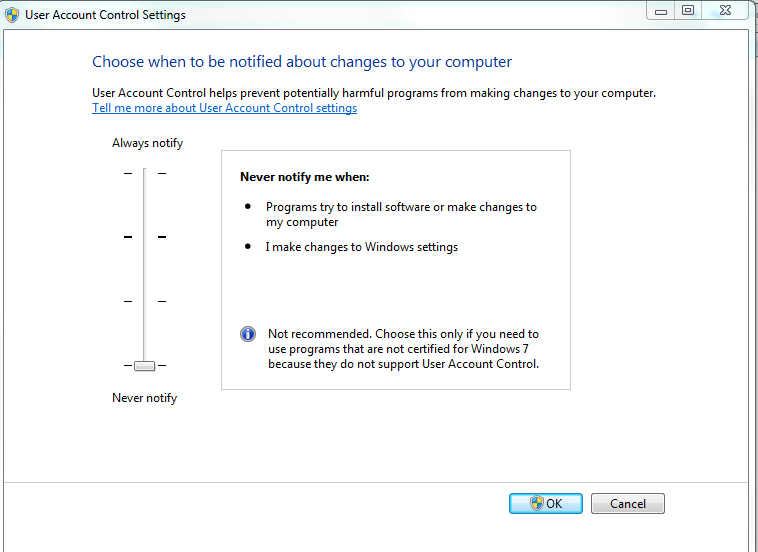 User Account Control Settings
Choose when to be notified about changes to your computer
User Account Control helps prevent potentially harmful programs from making changes to your computer.
Tell me more about User Account Control settings
Always notify
Never notify me when:
Programs try to install software or make changes to
my computer
I make changes to Windows settings
Not recommended. Choose this only if you need to
use programs that are not certified for Windows 7
because they do not support User Account Control.
Never notify
OK
Cancel